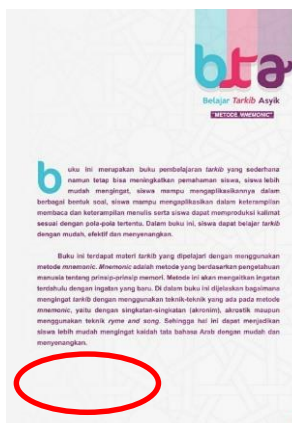 bta
Belajar Tarkib Asyik
"METODE MNEMONIC"
buku ini merupakan buku pembelajaran tarkib yang sederhana
namun tetap bisa meningkatkan pemahaman siswa, siswa lebih
mudah mengingat, siswa mampu mengaplikasikannya dalam
berbagai bentuk soal, siswa mampu mengaplikasikan dalam keterampilan
membaca dan keterampilan menulis serta siswa dapat memproduksi kalimat
sesuai dengan pola-pola tertentu. Dalam buku ini, siswa dapat belajar tarkib
dengan mudah, efektif dan menyenangkan.
Buku ini terdapat materi tarkib yang dipelajari dengan menggunakan
metode mnemonic. Mnemonic adalah metode yang berdasarkan pengetahuan
manusia tentang prinsip-prinsip memori. Metode ini akan mengaitkan ingatan
terdahulu dengan ingatan yang baru. Di dalam buku ini dijelaskan bagaimana
mengingat tarkib dengan menggunakan teknik-teknik yang ada pada metode
mnemonic, yaitu dengan singkatan-singkatan (akronim), akrostik maupun
menggunakan teknik ryme and song. Sehingga hal ini dapat menjadikan
siswa lebih mudah mengingat kaidah tata bahasa Arab dengan mudah dan
menyenangkan.